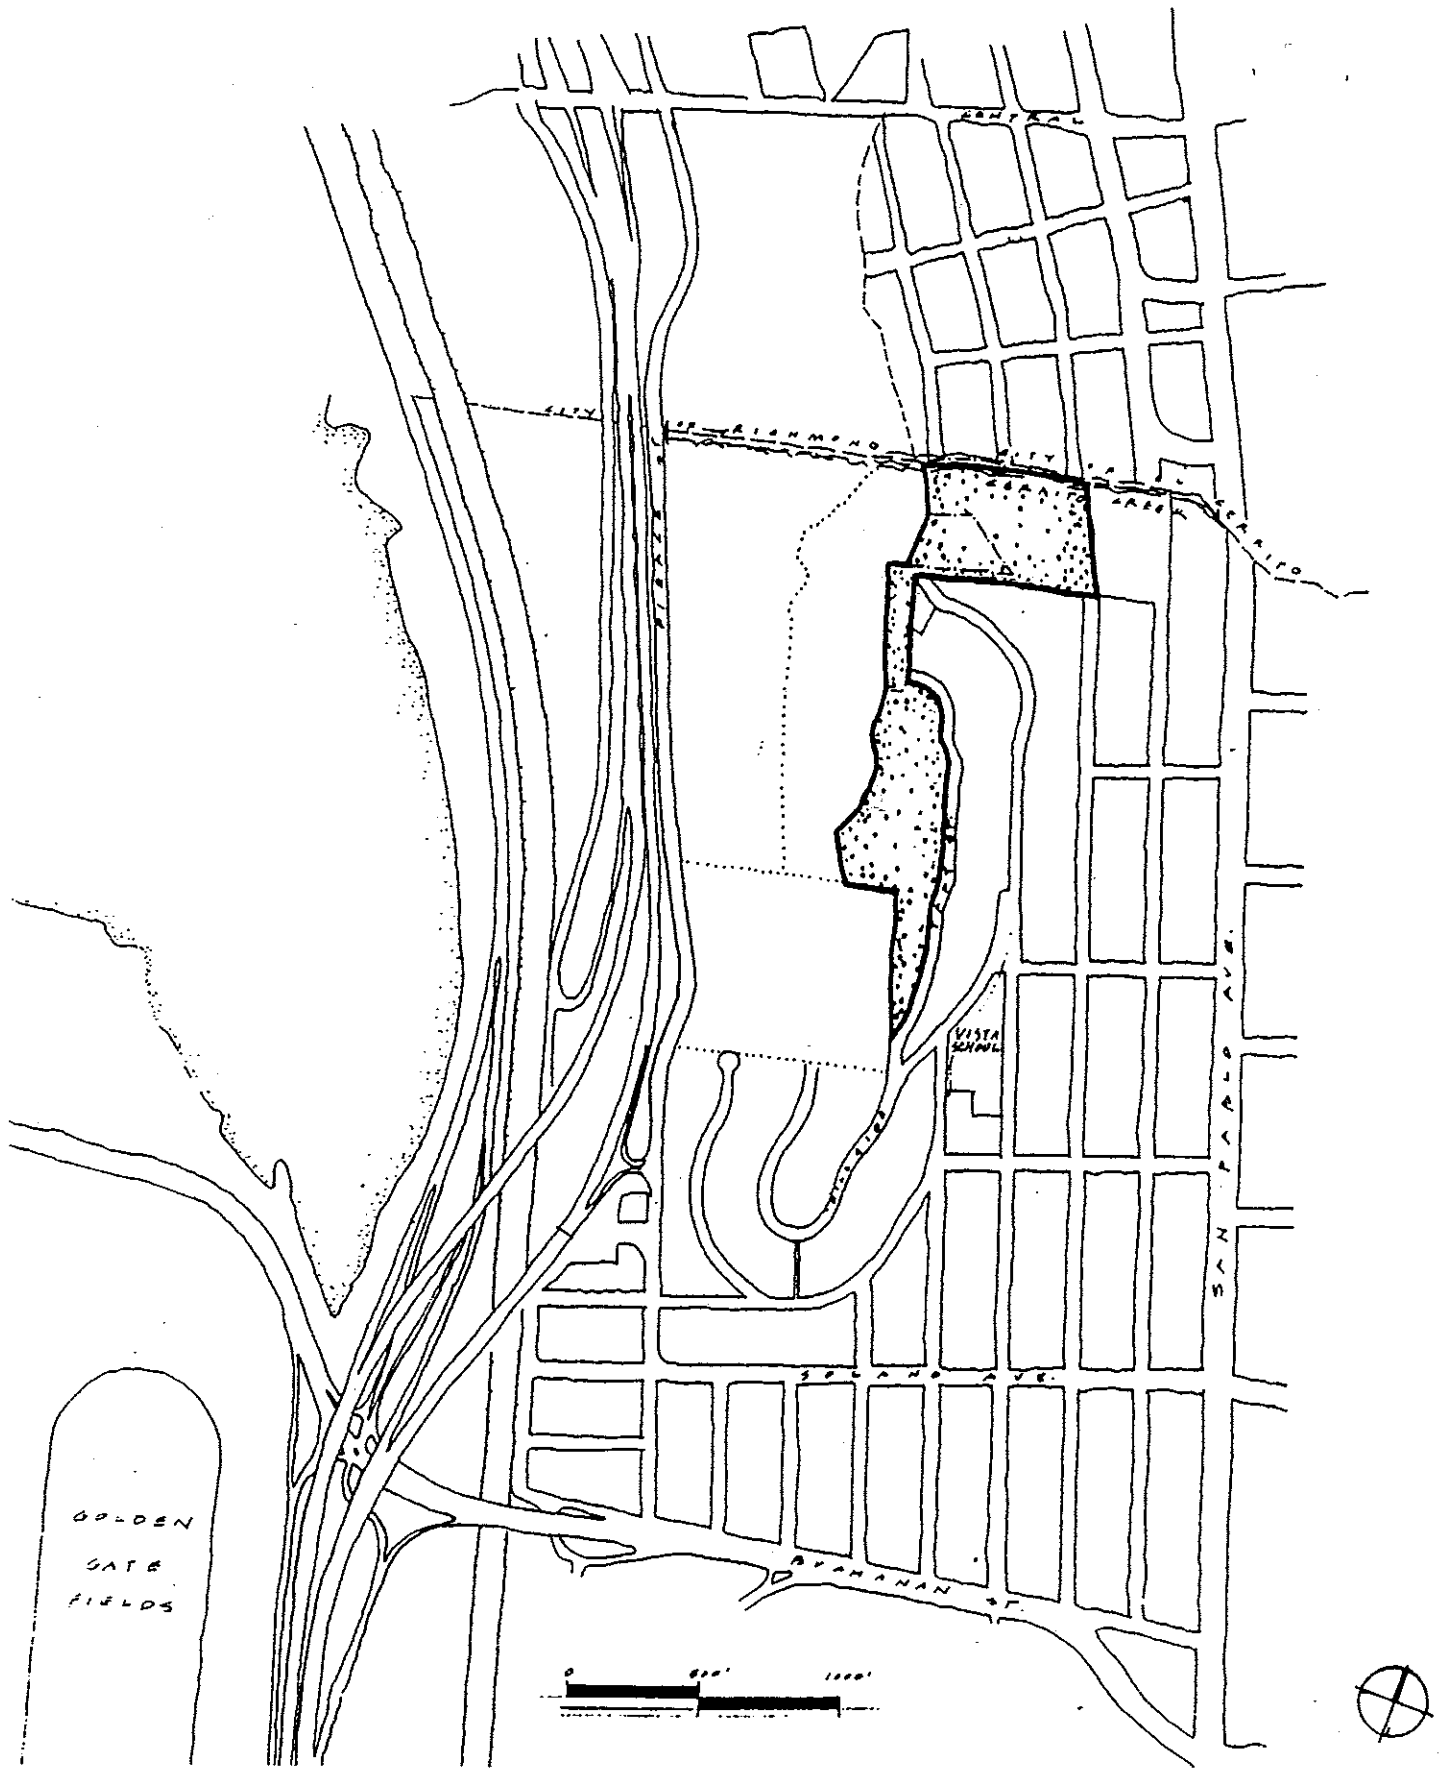 CENTRAL
CITY OF RICHMOND
CITY OF EL CERRITO
CERRITO CREEK
PIERCE
VISTA
SCHOOL
SAN PABLO AVE.
SOLANO AVE.
GOLDEN
GATE
FIELDS
BUCHANAN ST.
0
1000'